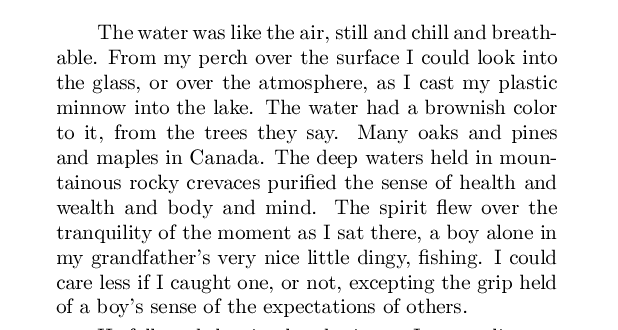 The water was like the air, still and chill and breath-
able. From my perch over the surface I could look into
the glass, or over the atmosphere, as I cast my plastic
minnow into the lake. The water had a brownish color
to it, from the trees they say. Many oaks and pines
and maples in Canada. The deep waters held in moun-
tainous rocky crevaces purified the sense of health and
wealth and body and mind. The spirit flew over the
tranquility of the moment as I sat there, a boy alone in
my grandfather's very nice little dingy, fishing. I could
care less if I caught one, or not, excepting the grip held
of a boy's sense of the expectations of others.